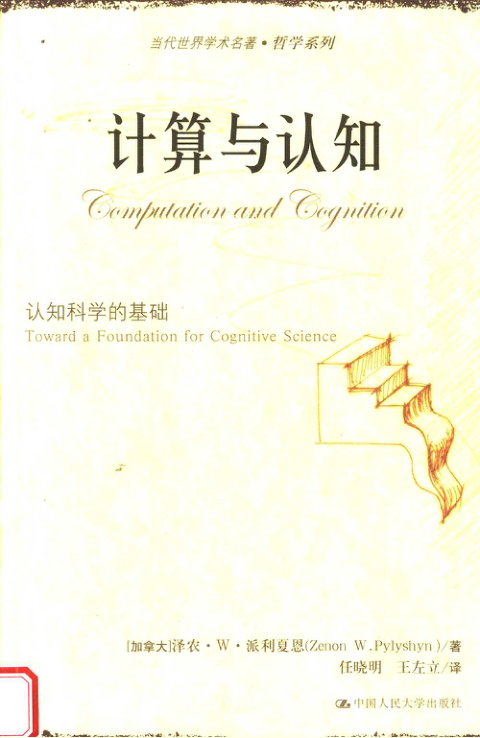 当代世界学术名著·哲学系列
计算与认知
Computation and Cognition
认知科学的基础
Toward a Foundation for Cognitive Science
[加拿大]泽农·W·派利夏恩(Zenon W.Pylyshyn)/著
任晓明 王左立/译
中国人民大学出版社